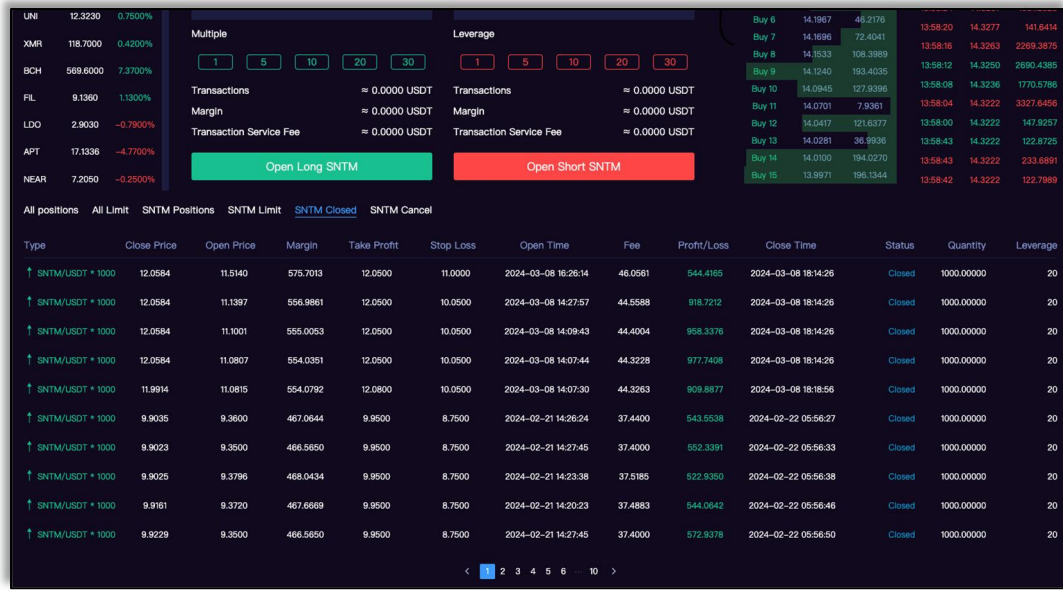 UNI 12.3230 0.7500%
XMR 118.7000 0.4200%
BCH 569.6000 7.3700%
FIL 9.1360 1.1300%
LDO 2.9030 -0.7900%
APT 17.1336 -4.7700%
NEAR 7.2050 -0.2500%
Multiple
1 5 10 20 30
Transactions ≈ 0.0000 USDT
Margin ≈ 0.0000 USDT
Transaction Service Fee ≈ 0.0000 USDT
Open Long SNTM
Leverage
1 5 10 20 30
Transactions ≈ 0.0000 USDT
Margin ≈ 0.0000 USDT
Transaction Service Fee ≈ 0.0000 USDT
Open Short SNTM
Buy 6 14.1967 46.2176
Buy 7 14.1696 72.4041
Buy 8 14.1533 108.3989
Buy 9 14.1240 193.4035
Buy 10 14.0945 127.9396
Buy 11 14.0701 7.9361
Buy 12 14.0417 121.6377
Buy 13 14.0281 36.9936
Buy 14 14.0100 194.0270
Buy 15 13.9971 196.1344
13:58:20 14.3277 141.6414
13:58:16 14.3263 2269.3875
13:58:12 14.3250 2690.4385
13:58:08 14.3236 1770.5786
13:58:04 14.3222 3327.6456
13:58:00 14.3222 147.9257
13:58:43 14.3222 122.8725
13:58:43 14.3222 233.6891
13:58:42 14.3222 122.7989
All positions All Limit SNTM Positions SNTM Limit SNTM Closed SNTM Cancel
Type Close Price Open Price Margin Take Profit Stop Loss Open Time Fee Profit/Loss Close Time Status Quantity Leverage
↑ SNTM/USDT * 1000 12.0584 11.5140 575.7013 12.0500 11.0000 2024-03-08 16:26:14 46.0561 544.4165 2024-03-08 18:14:26 Closed 1000.00000 20
↑ SNTM/USDT * 1000 12.0584 11.1397 556.9861 12.0500 10.0500 2024-03-08 14:27:57 44.5588 918.7212 2024-03-08 18:14:26 Closed 1000.00000 20
↑ SNTM/USDT * 1000 12.0584 11.1001 555.0053 12.0500 10.0500 2024-03-08 14:09:43 44.4004 958.3376 2024-03-08 18:14:26 Closed 1000.00000 20
↑ SNTM/USDT * 1000 12.0584 11.0807 554.0351 12.0500 10.0500 2024-03-08 14:07:44 44.3228 977.7408 2024-03-08 18:14:26 Closed 1000.00000 20
↑ SNTM/USDT * 1000 11.9914 11.0815 554.0792 12.0800 10.0500 2024-03-08 14:07:30 44.3263 909.8877 2024-03-08 18:18:56 Closed 1000.00000 20
↑ SNTM/USDT * 1000 9.9035 9.3600 467.0644 9.9500 8.7500 2024-02-21 14:26:24 37.4400 543.5538 2024-02-22 05:56:27 Closed 1000.00000 20
↑ SNTM/USDT * 1000 9.9023 9.3500 466.5650 9.9500 8.7500 2024-02-21 14:27:45 37.4000 552.3391 2024-02-22 05:56:33 Closed 1000.00000 20
↑ SNTM/USDT * 1000 9.9025 9.3796 468.0434 9.9500 8.7500 2024-02-21 14:23:38 37.5185 522.9350 2024-02-22 05:56:38 Closed 1000.00000 20
↑ SNTM/USDT * 1000 9.9161 9.3720 467.6669 9.9500 8.7500 2024-02-21 14:20:23 37.4883 544.0642 2024-02-22 05:56:46 Closed 1000.00000 20
↑ SNTM/USDT * 1000 9.9229 9.3500 466.5650 9.9500 8.7500 2024-02-21 14:27:45 37.4000 572.9378 2024-02-22 05:56:50 Closed 1000.00000 20
< 1 2 3 4 5 6 ··· 10 >